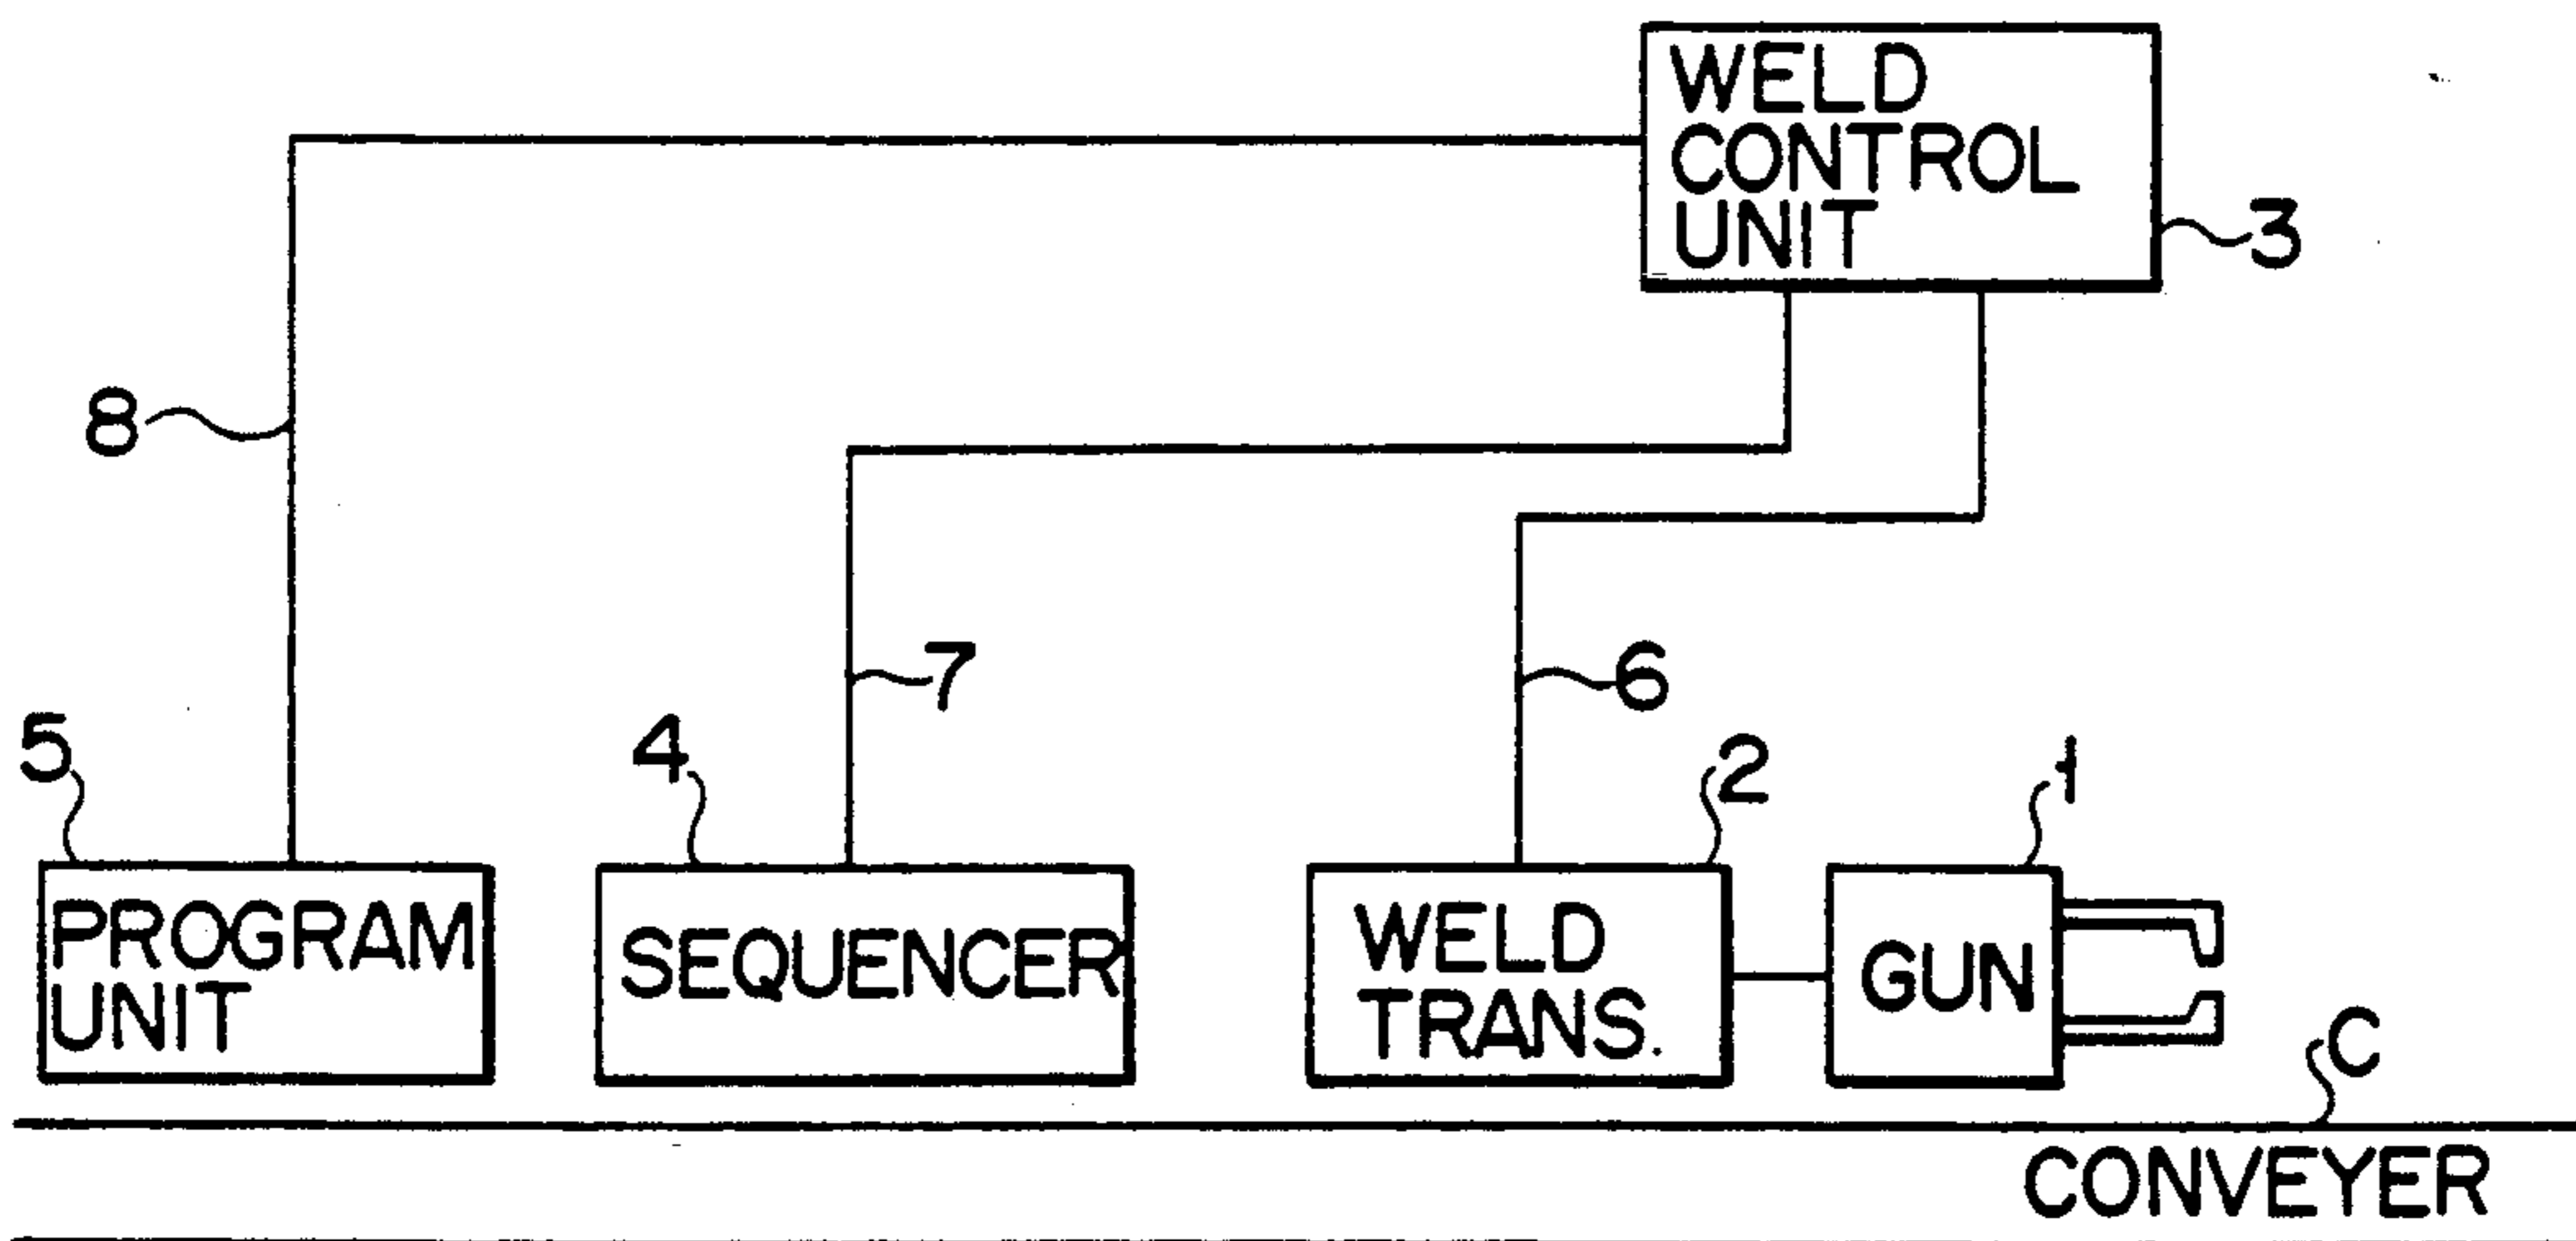 WELD
CONTROL
UNIT
3
8
7
6
5
4
2
1
PROGRAM
UNIT
SEQUENCER
WELD
TRANS.
GUN
C
CONVEYER